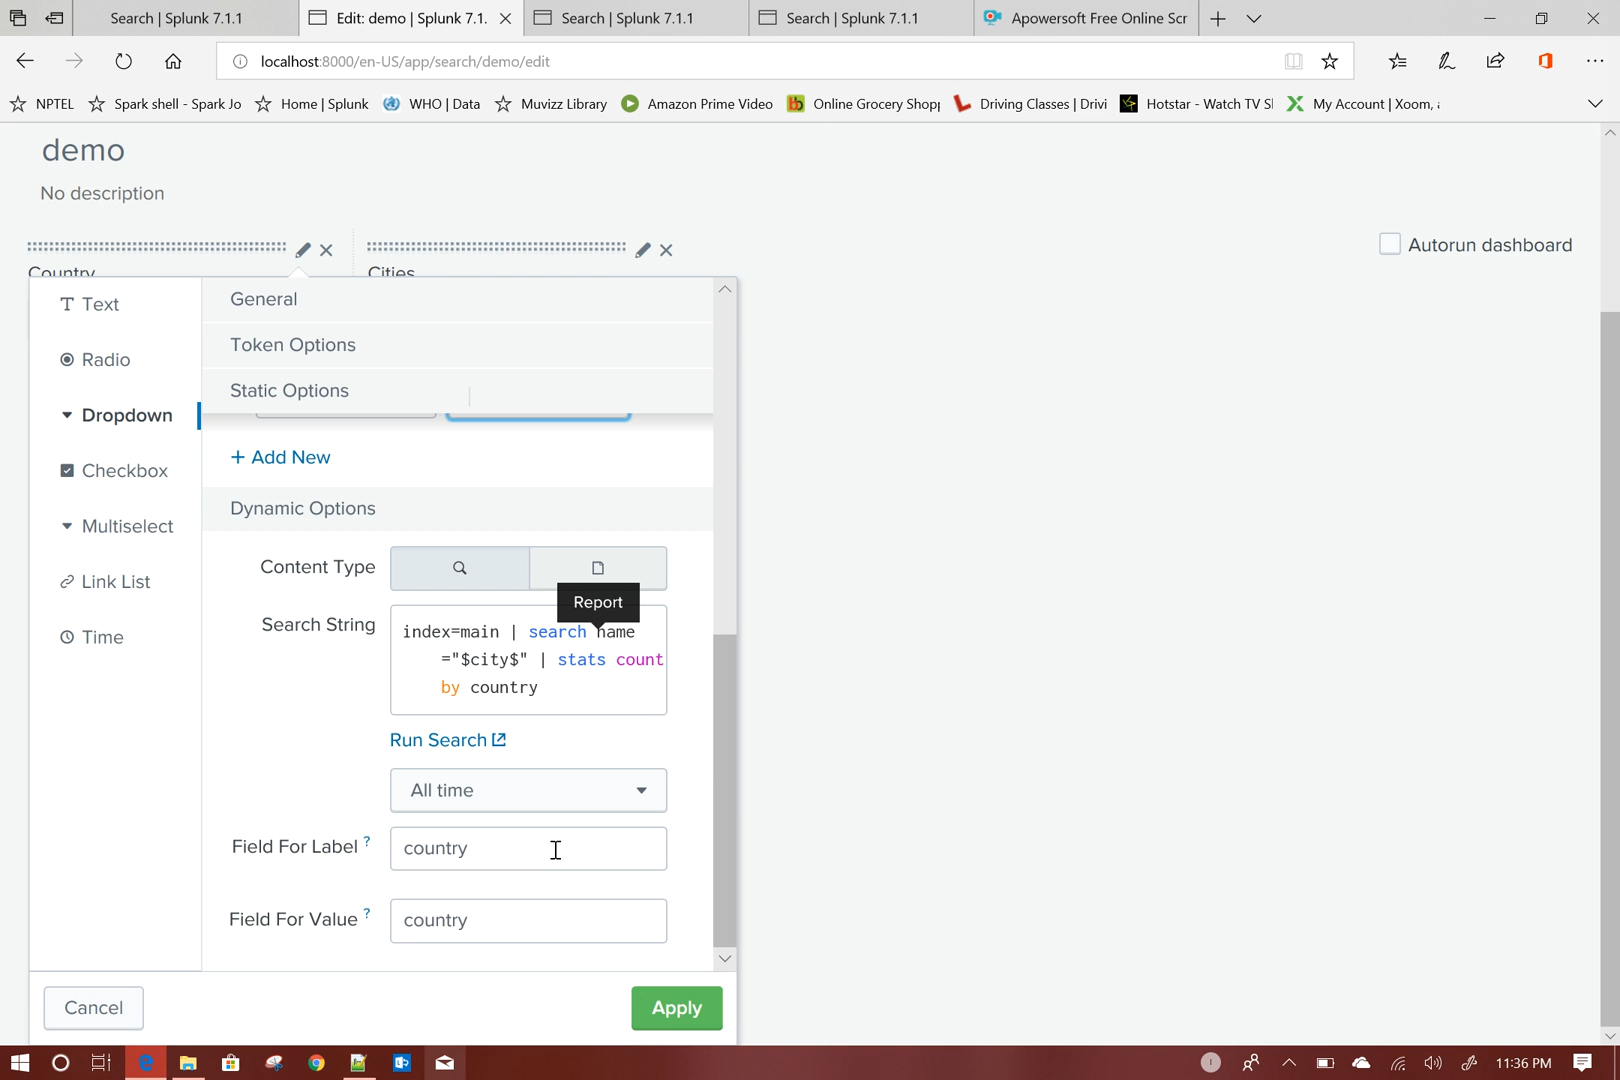 Search | Splunk 7.1.1
Edit: demo | Splunk 7.1.
Search | Splunk 7.1.1
Search | Splunk 7.1.1
Apowersoft Free Online Scr
localhost:8000/en-US/app/search/demo/edit
NPTEL
Spark shell - Spark Jo
Home | Splunk
WHO | Data
Muvizz Library
Amazon Prime Video
Online Grocery Shopp
Driving Classes | Drivi
Hotstar - Watch TV S
My Account | Xoom,
demo
No description
Autorun dashboard
Country
Cities
Text
Radio
Dropdown
Checkbox
Multiselect
Link List
Time
General
Token Options
Static Options
+ Add New
Dynamic Options
Content Type
Report
Search String
index=main | search name
="$city$" | stats count
by country
Run Search
All time
Field For Label ?
country
Field For Value ?
country
Cancel
Apply
11:36 PM